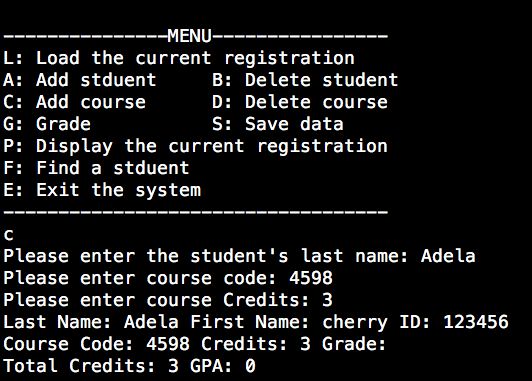 ---------------MENU----------------
L: Load the current registration
A: Add stduent     B: Delete student
C: Add course      D: Delete course
G: Grade           S: Save data
P: Display the current registration
F: Find a stduent
E: Exit the system
-----------------------------------
c
Please enter the student's last name: Adela
Please enter course code: 4598
Please enter course Credits: 3
Last Name: Adela First Name: cherry ID: 123456
Course Code: 4598 Credits: 3 Grade:
Total Credits: 3 GPA: 0